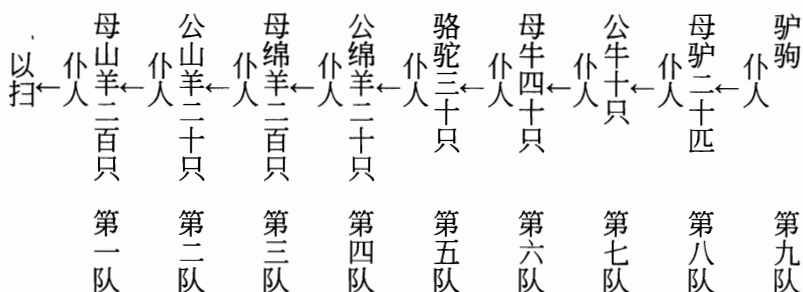 以扫
←
仆人
母山羊二百只
←
仆人
公山羊二十只
←
仆人
母绵羊二百只
←
仆人
公绵羊二十只
←
仆人
骆驼三十只
←
仆人
母牛四十只
←
仆人
公牛十只
←
仆人
母驴二十匹
←
仆人
驴驹
第一队
第二队
第三队
第四队
第五队
第六队
第七队
第八队
第九队